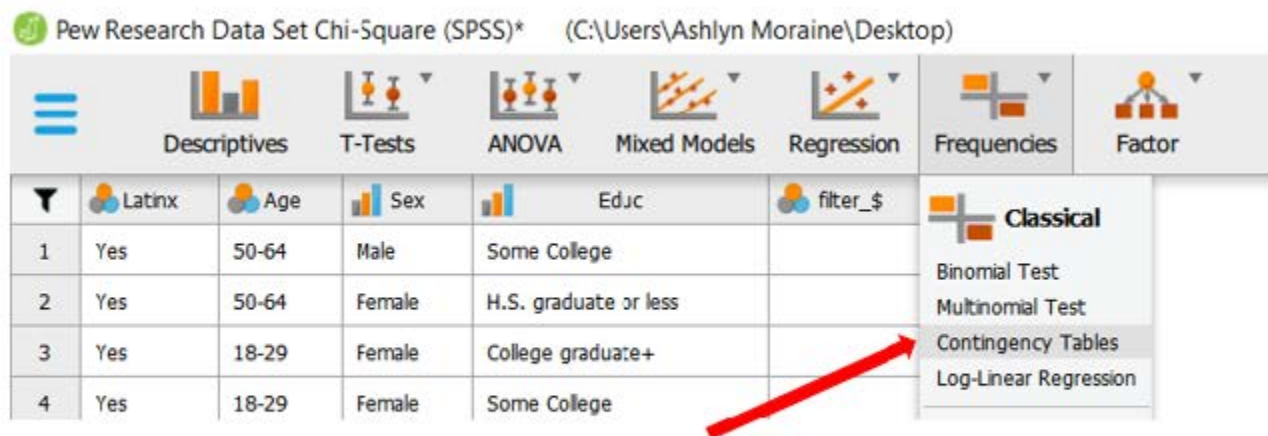 Pew Research Data Set Chi-Square (SPSS)* (C:\Users\Ashlyn Moraine\Desktop)
Descriptives T-Tests ANOVA Mixed Models Regression Frequencies Factor
Latinx Age Sex Educ filter_$
Classical
1 Yes 50-64 Male Some College
Binomial Test
2 Yes 50-64 Female H.S. graduate or less
Multinomial Test
3 Yes 18-29 Female College graduate+
Contingency Tables
Log-Linear Regression
4 Yes 18-29 Female Some College